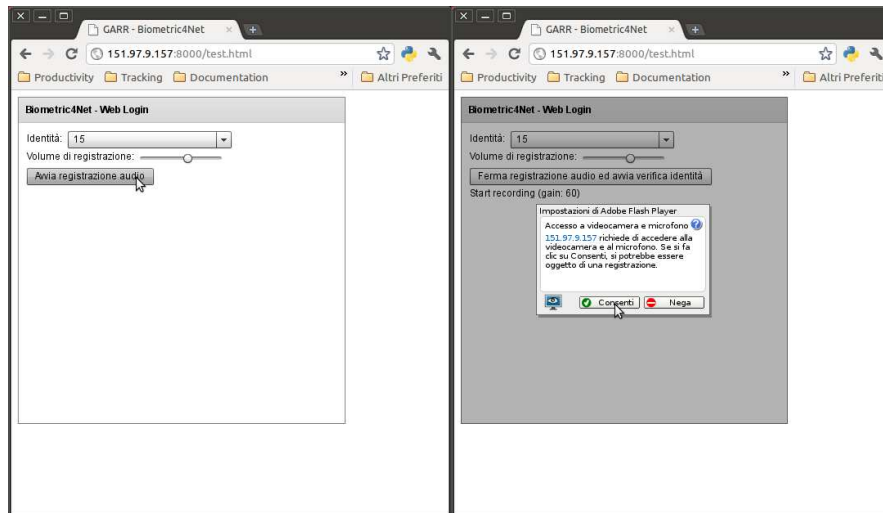 GARR - Biometric4Net
151.97.9.157:8000/test.html
Productivity Tracking Documentation » Altri Preferiti
Biometric4Net - Web Login
Identità: 15
Volume di registrazione:
Avvia registrazione audio
GARR - Biometric4Net
151.97.9.157:8000/test.html
Productivity Tracking Documentation » Altri Preferiti
Biometric4Net - Web Login
Identità: 15
Volume di registrazione:
Ferma registrazione audio ed avvia verifica identità
Start recording (gain: 60)
Impostazioni di Adobe Flash Player
Accesso a videocamera e microfono
151.97.9.157 richiede di accedere alla
videocamera e al microfono. Se si fa
clic su Consenti, si potrebbe essere
oggetto di una registrazione.
Consenti Nega